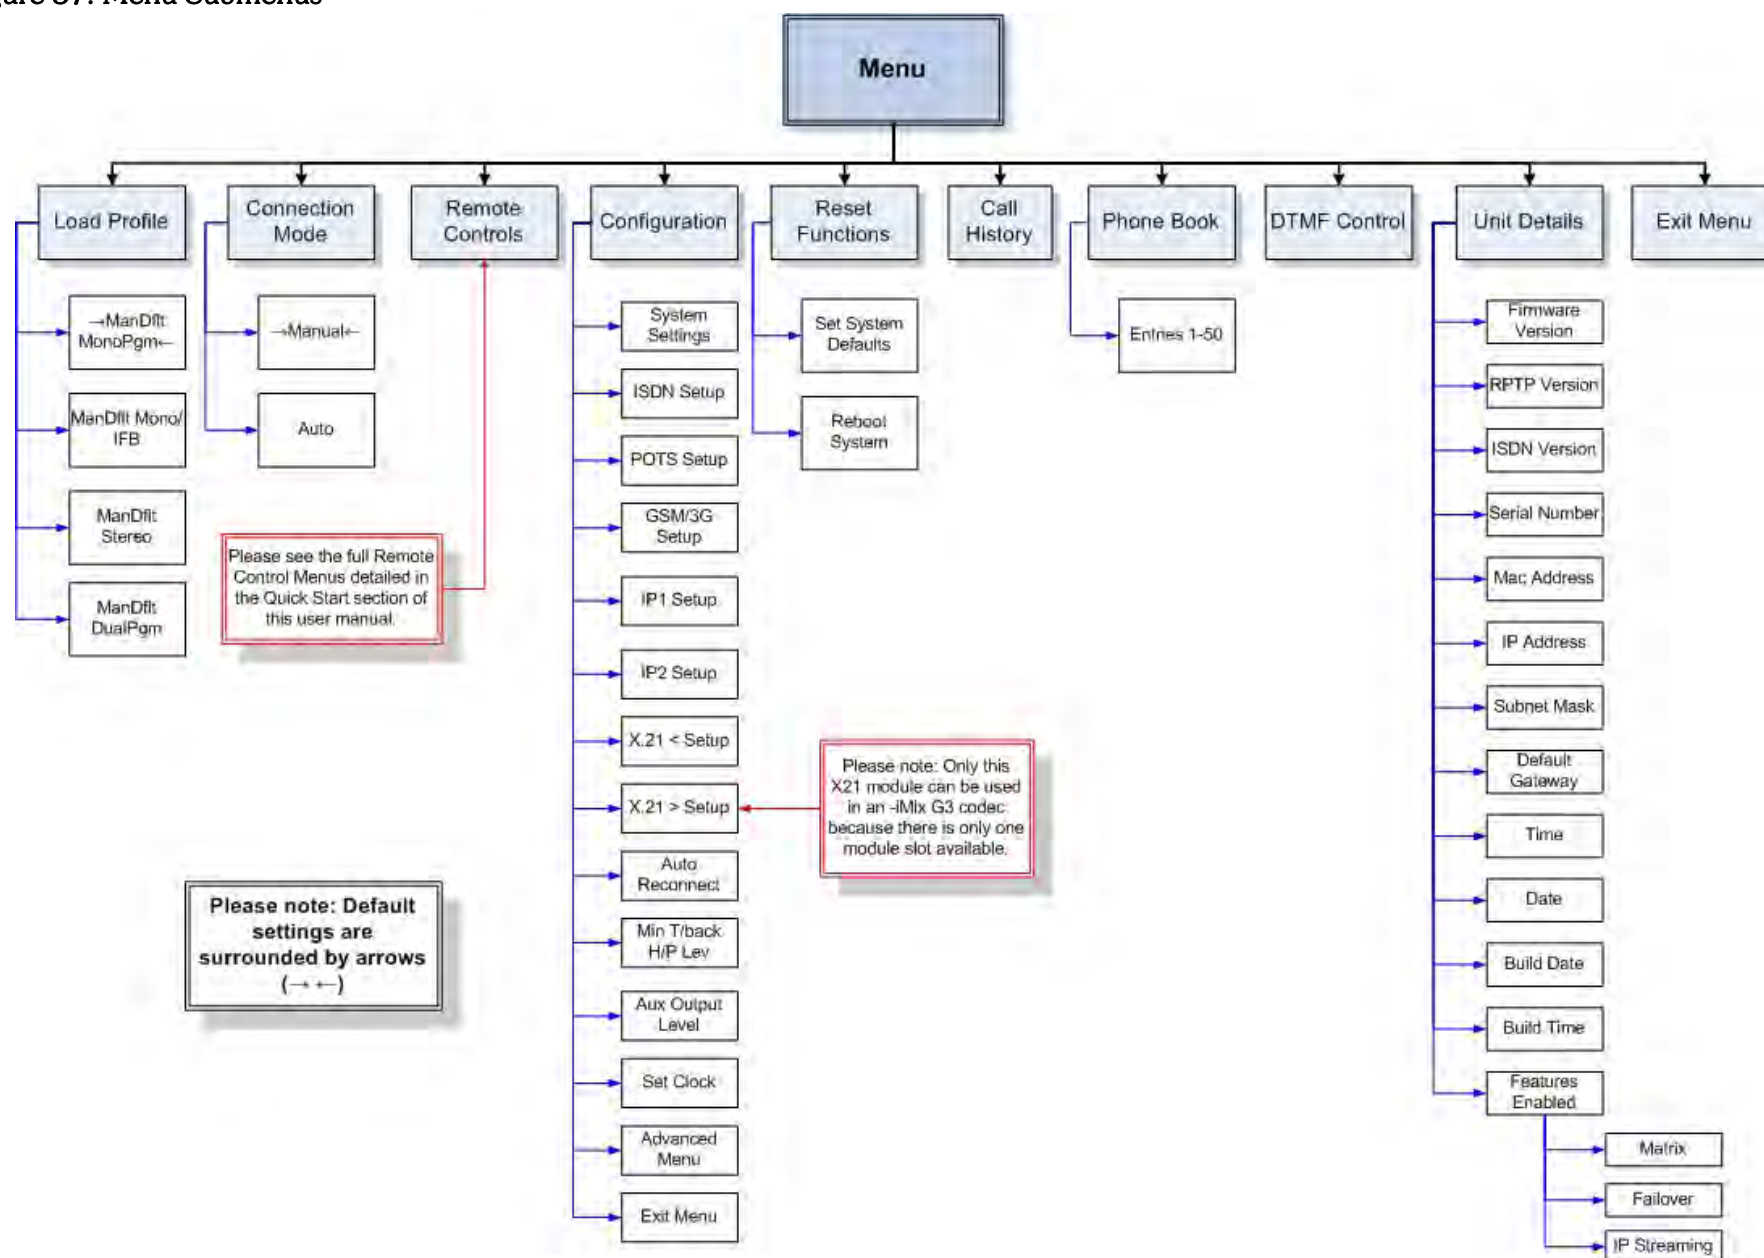 Menu Submenus
Menu
Load Profile
Connection
Mode
Remote
Controls
Configuration
Reset
Functions
Call
History
Phone Book
DTMF Control
Unit Details
Exit Menu
→ManDflt
MonoPgm←
ManDflt Mono/
IFB
ManDflt
Stereo
ManDflt
DualPgm
→Manual←
Auto
Please see the full Remote
Control Menus detailed in
the Quick Start section of
this user manual.
System
Settings
ISDN Setup
POTS Setup
GSM/3G
Setup
IP1 Setup
IP2 Setup
X.21 < Setup
X.21 > Setup
Auto
Reconnect
Min T/back
H/P Lev
Aux Output
Level
Set Clock
Advanced
Menu
Exit Menu
Set System
Defaults
Reboot
System
Please note: Only this
X21 module can be used
in an -iMix G3 codec
because there is only one
module slot available.
Entries 1-50
Firmware
Version
RPTP Version
ISDN Version
Serial Number
Mac Address
IP Address
Subnet Mask
Default
Gateway
Time
Date
Build Date
Build Time
Features
Enabled
Matrix
Failover
IP Streaming
Please note: Default
settings are
surrounded by arrows
(→ ←)